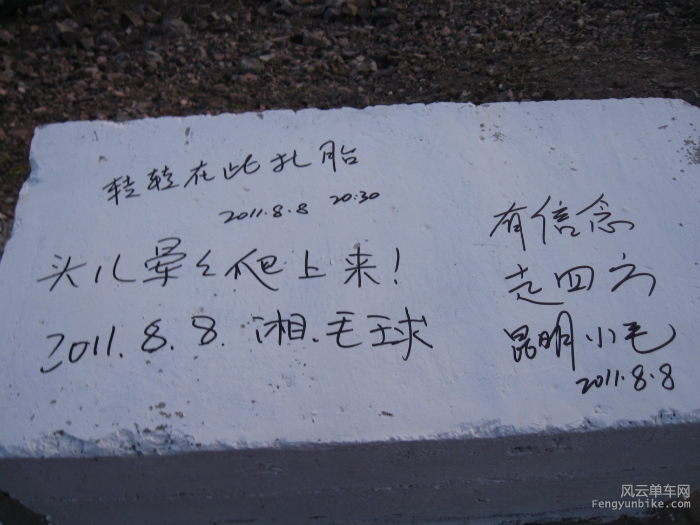 轻轻在此扎胎
2011.8.8 20:30
头儿晕々爬上来!
2011.8.8. 湘.毛球
有信念
走四方
昆明小毛
2011.8.8
风云单车网
Fengyunbike.com